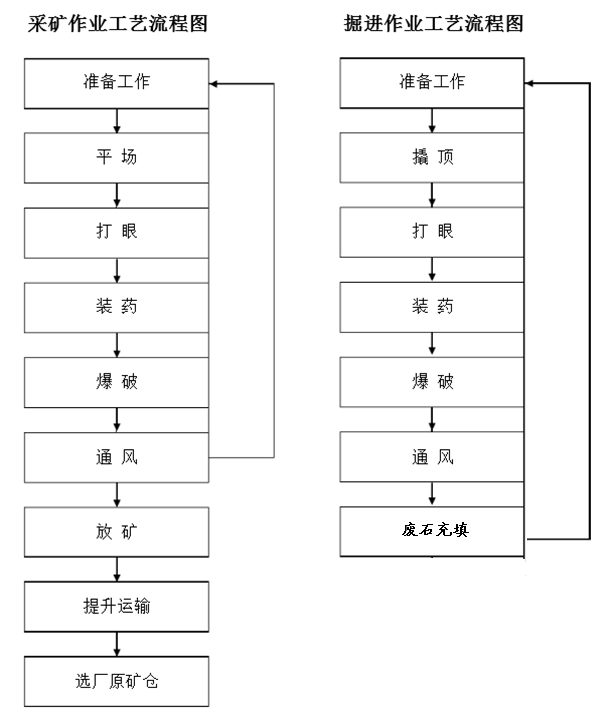 采矿作业工艺流程图
准备工作
平 场
打 眼
装 药
爆 破
通 风
放 矿
提升运输
选厂原矿仓
掘进作业工艺流程图
准备工作
撬 顶
打 眼
装 药
爆 破
通 风
废石充填